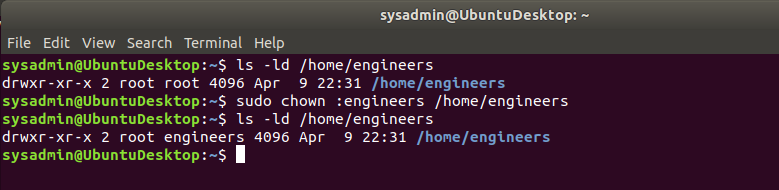 sysadmin@UbuntuDesktop: ~
File Edit View Search Terminal Help
sysadmin@UbuntuDesktop:~$ ls -ld /home/engineers
drwxr-xr-x 2 root root 4096 Apr  9 22:31 /home/engineers
sysadmin@UbuntuDesktop:~$ sudo chown :engineers /home/engineers
sysadmin@UbuntuDesktop:~$ ls -ld /home/engineers
drwxr-xr-x 2 root engineers 4096 Apr  9 22:31 /home/engineers
sysadmin@UbuntuDesktop:~$